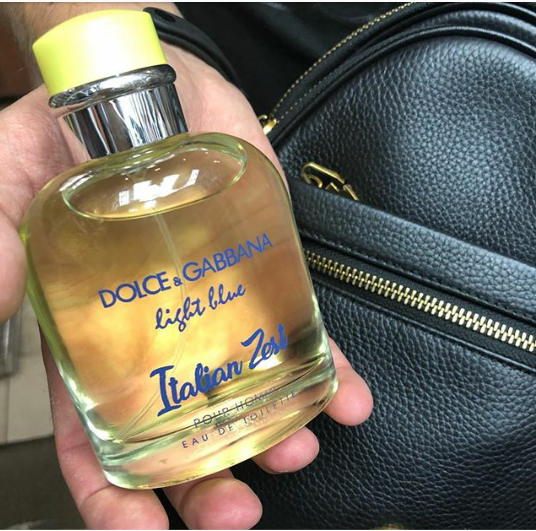 DOLCE & GABBANA
light blue
Italian Zest
POUR HOMME
EAU DE TOILETTE